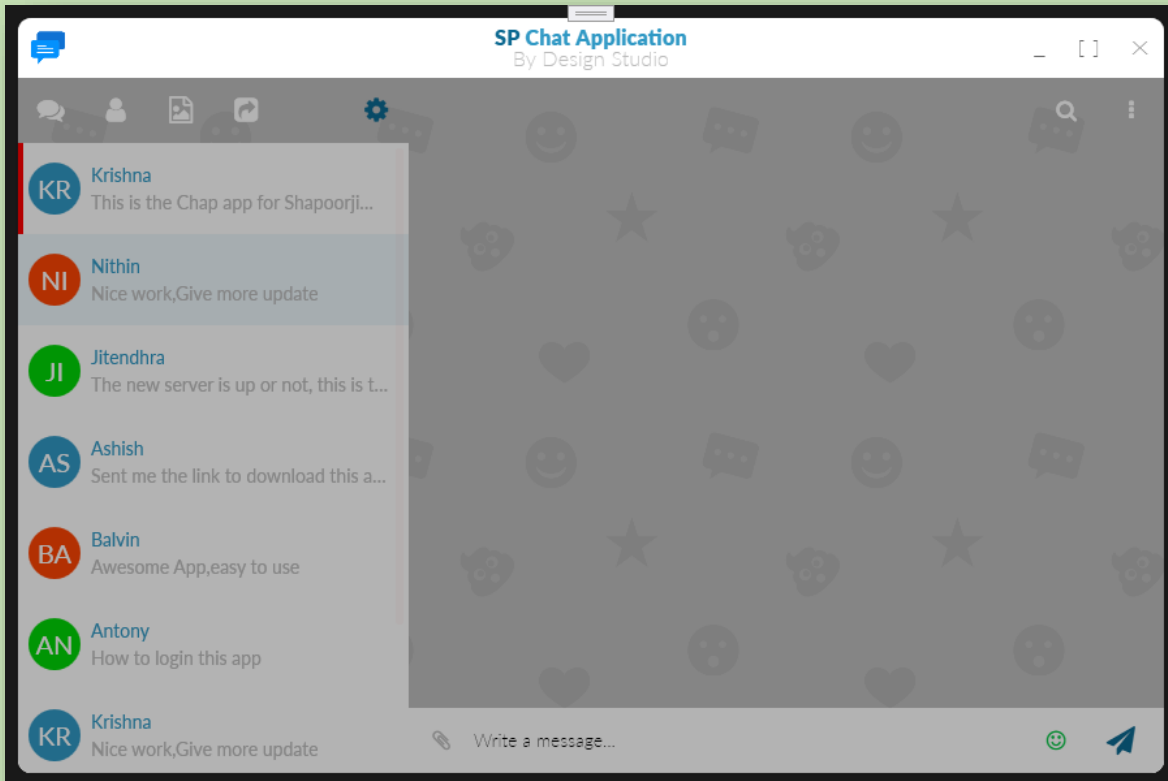 SP Chat Application
By Design Studio
KR
Krishna
This is the Chap app for Shapoorji...
NI
Nithin
Nice work,Give more update
JI
Jitendhra
The new server is up or not, this is t...
AS
Ashish
Sent me the link to download this a...
BA
Balvin
Awesome App,easy to use
AN
Antony
How to login this app
KR
Krishna
Nice work,Give more update
Write a message...